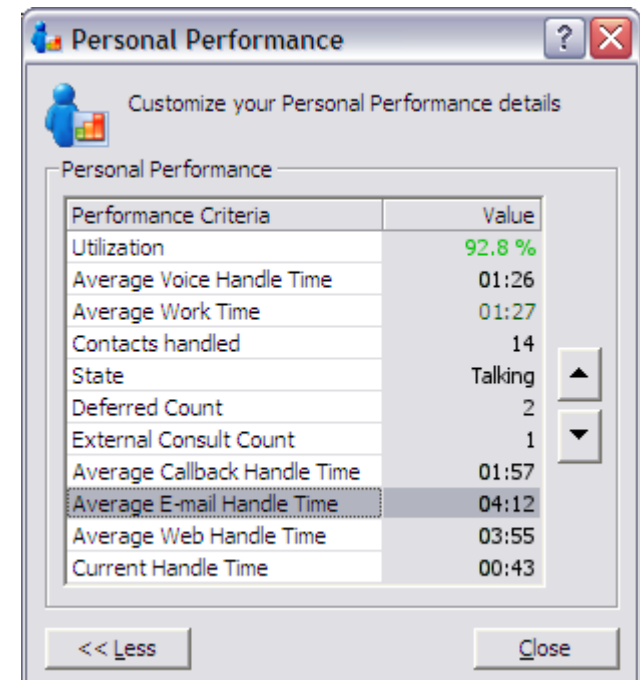 Personal Performance
?
Customize your Personal Performance details
Personal Performance
Performance Criteria Value
Utilization 92.8 %
Average Voice Handle Time 01:26
Average Work Time 01:27
Contacts handled 14
State Talking
Deferred Count 2
External Consult Count 1
Average Callback Handle Time 01:57
Average E-mail Handle Time 04:12
Average Web Handle Time 03:55
Current Handle Time 00:43
<< Less Close